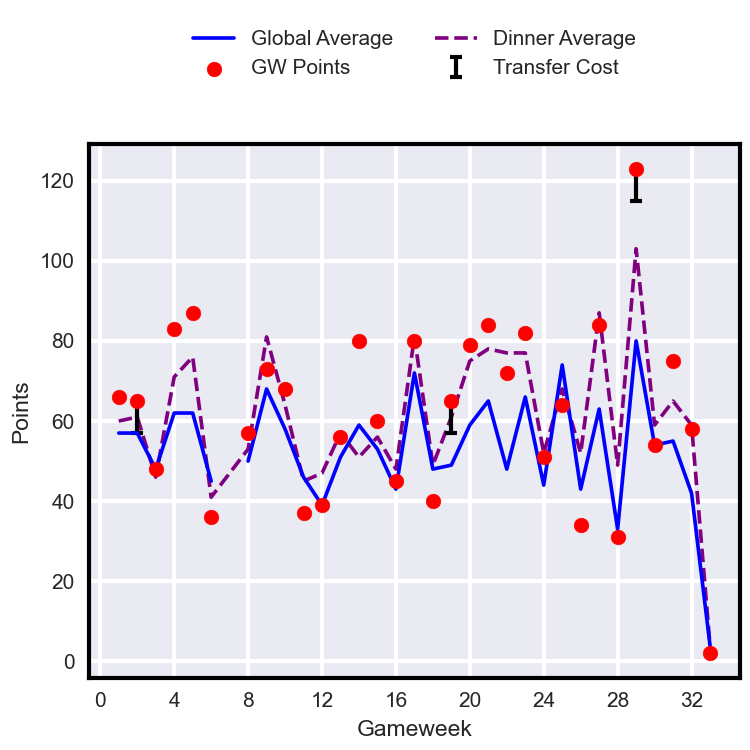 Global Average
Dinner Average
GW Points
Transfer Cost
120
100
80
60
40
20
0
Points
0 4 8 12 16 20 24 28 32
Gameweek